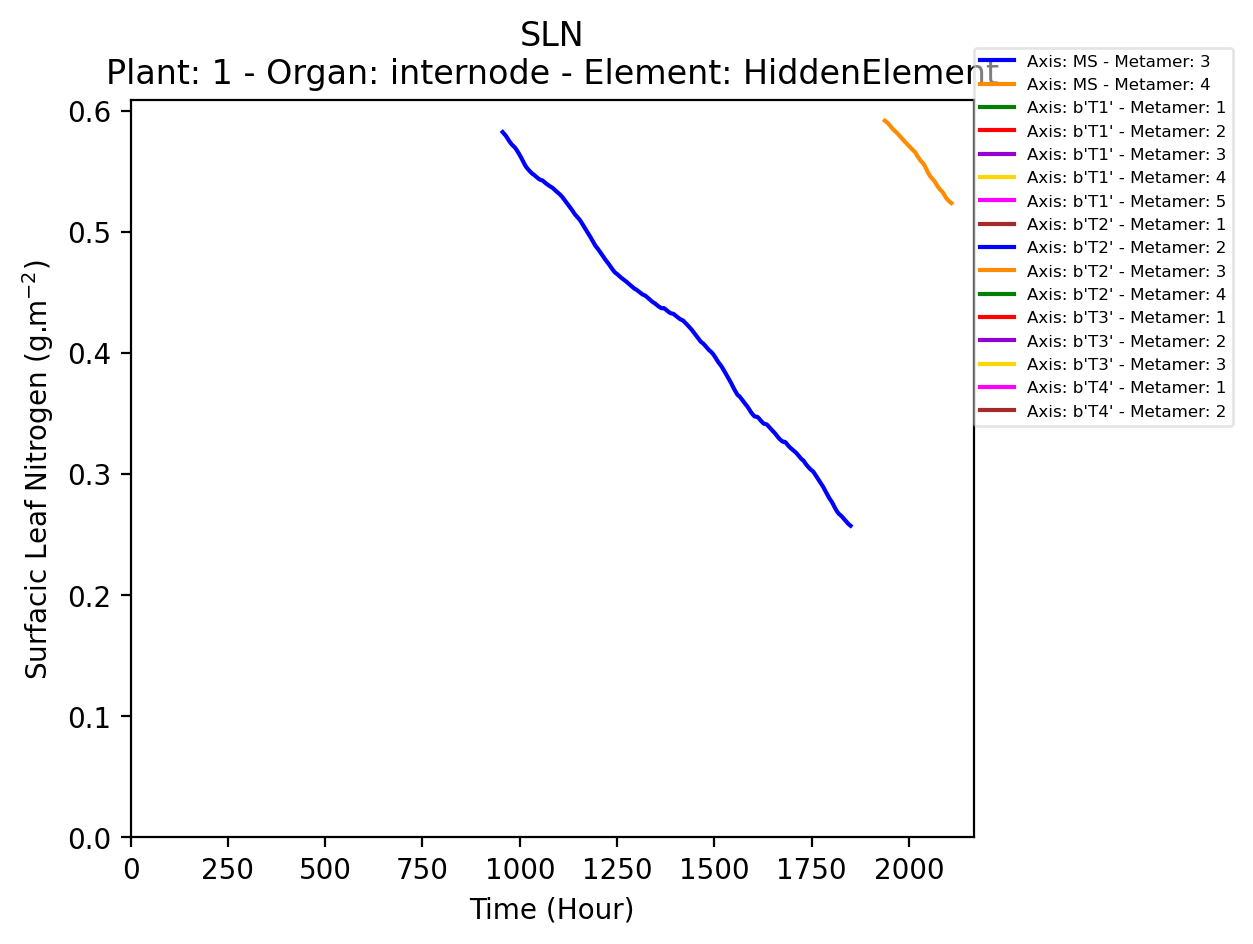 SLN
Plant: 1 - Organ: internode - Element: HiddenElement
Axis: MS - Metamer: 3
Axis: MS - Metamer: 4
Axis: b'T1' - Metamer: 1
Axis: b'T1' - Metamer: 2
Axis: b'T1' - Metamer: 3
Axis: b'T1' - Metamer: 4
Axis: b'T1' - Metamer: 5
Axis: b'T2' - Metamer: 1
Axis: b'T2' - Metamer: 2
Axis: b'T2' - Metamer: 3
Axis: b'T2' - Metamer: 4
Axis: b'T3' - Metamer: 1
Axis: b'T3' - Metamer: 2
Axis: b'T3' - Metamer: 3
Axis: b'T4' - Metamer: 1
Axis: b'T4' - Metamer: 2
Surfacic Leaf Nitrogen (g.m⁻²)
0.6
0.5
0.4
0.3
0.2
0.1
0.0
0 250 500 750 1000 1250 1500 1750 2000
Time (Hour)